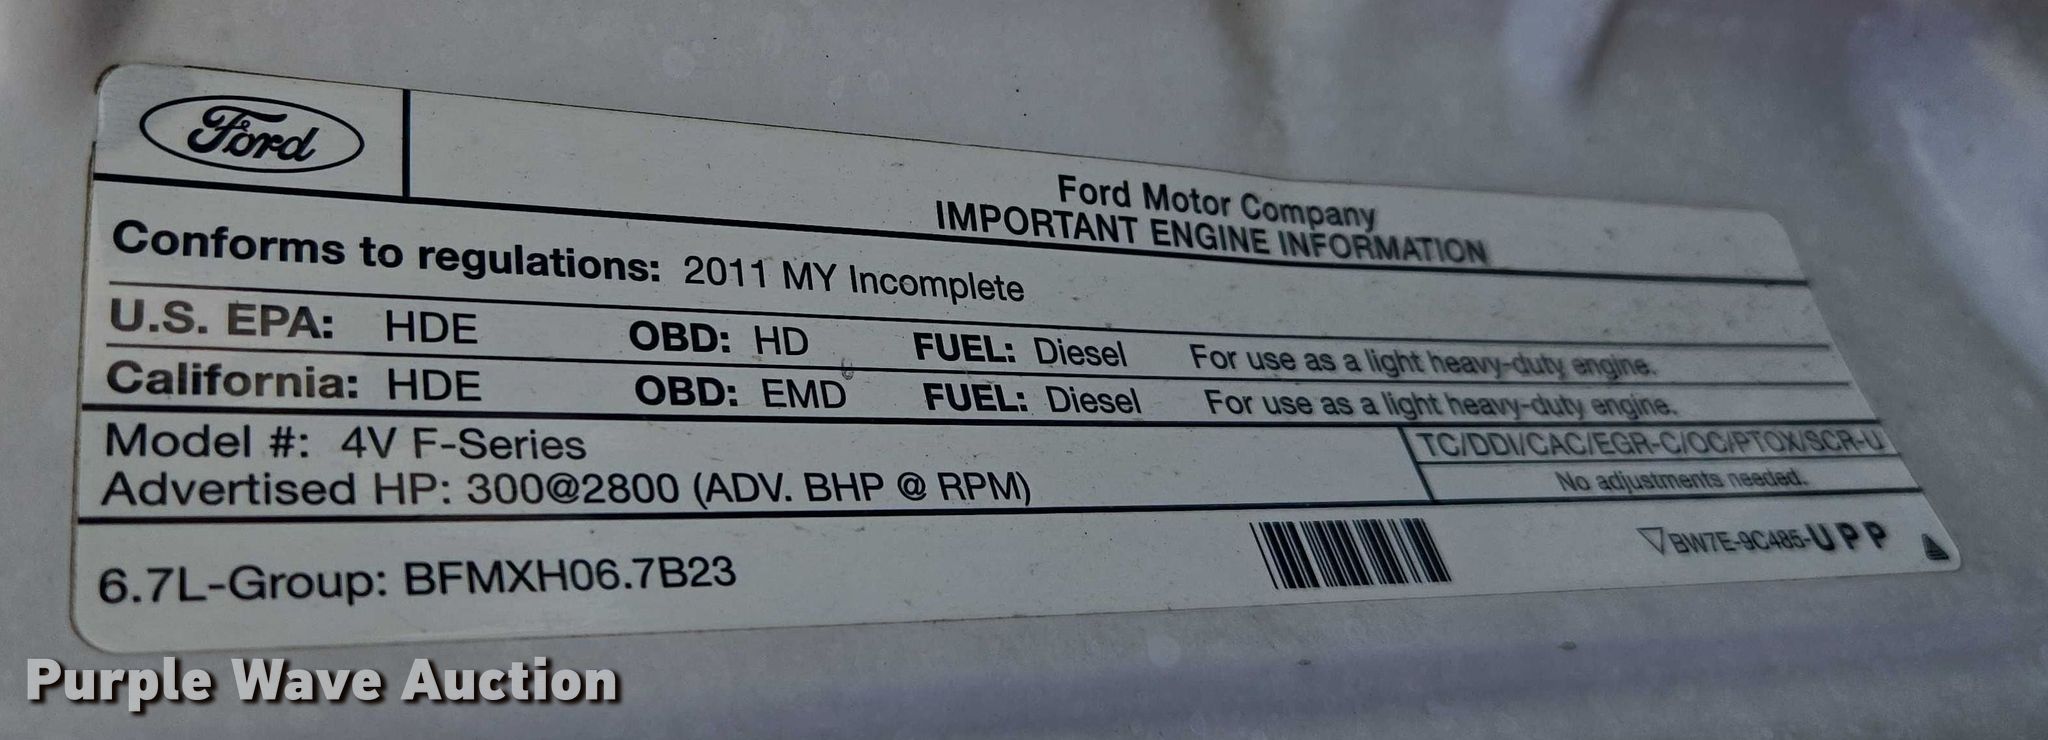 Ford
Ford Motor Company
IMPORTANT ENGINE INFORMATION
Conforms to regulations: 2011 MY Incomplete
U.S. EPA: HDE OBD: HD FUEL: Diesel For use as a light heavy-duty engine.
California: HDE OBD: EMD FUEL: Diesel For use as a light heavy-duty engine.
Model #: 4V F-Series
TC/DDI/CAC/EGR-C/OC/PTOX/SCR-U
Advertised HP: 300@2800 (ADV. BHP @ RPM)
No adjustments needed.
6.7L-Group: BFMXH06.7B23
BW7E-9C485-UPP
Purple Wave Auction